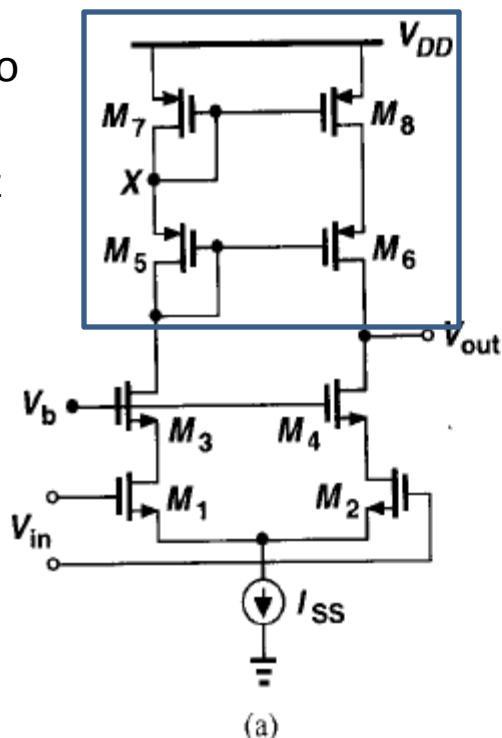 o
V_DD
M_7
M_8
X
M_5
M_6
V_out
V_b
M_3
M_4
M_1
M_2
V_in
I_SS
(a)